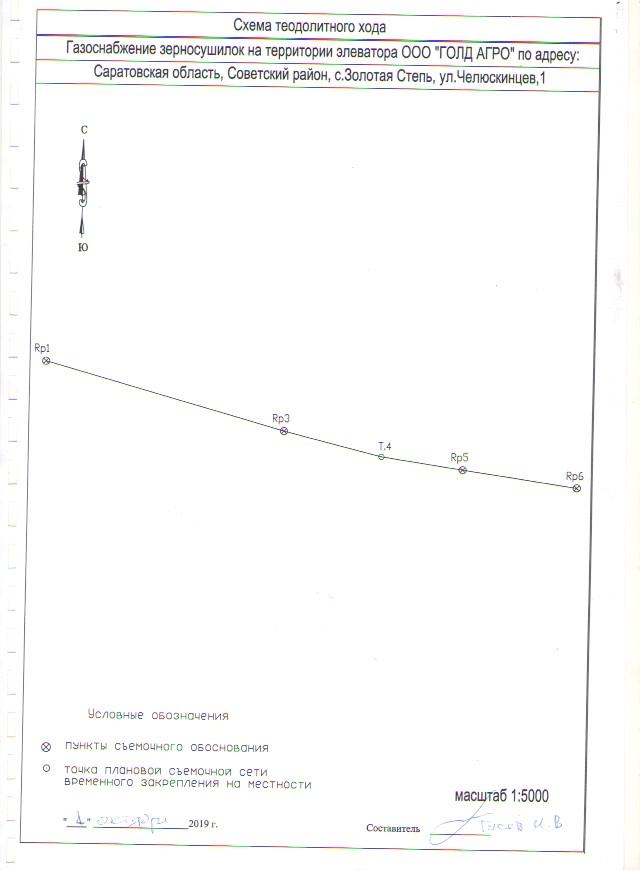 Схема теодолитного хода
Газоснабжение зерносушилок на территории элеватора ООО "ГОЛД АГРО" по адресу:
Саратовская область, Советский район, с.Золотая Степь, ул.Челюскинцев,1
С
Ю
Rp1
Rp3
Т.4
Rp5
Rp6
Условные обозначения
пункты съемочного обоснования
точка плановой съемочной сети
временного закрепления на местности
масштаб 1:5000
" " октября 2019 г.
Составитель И.В